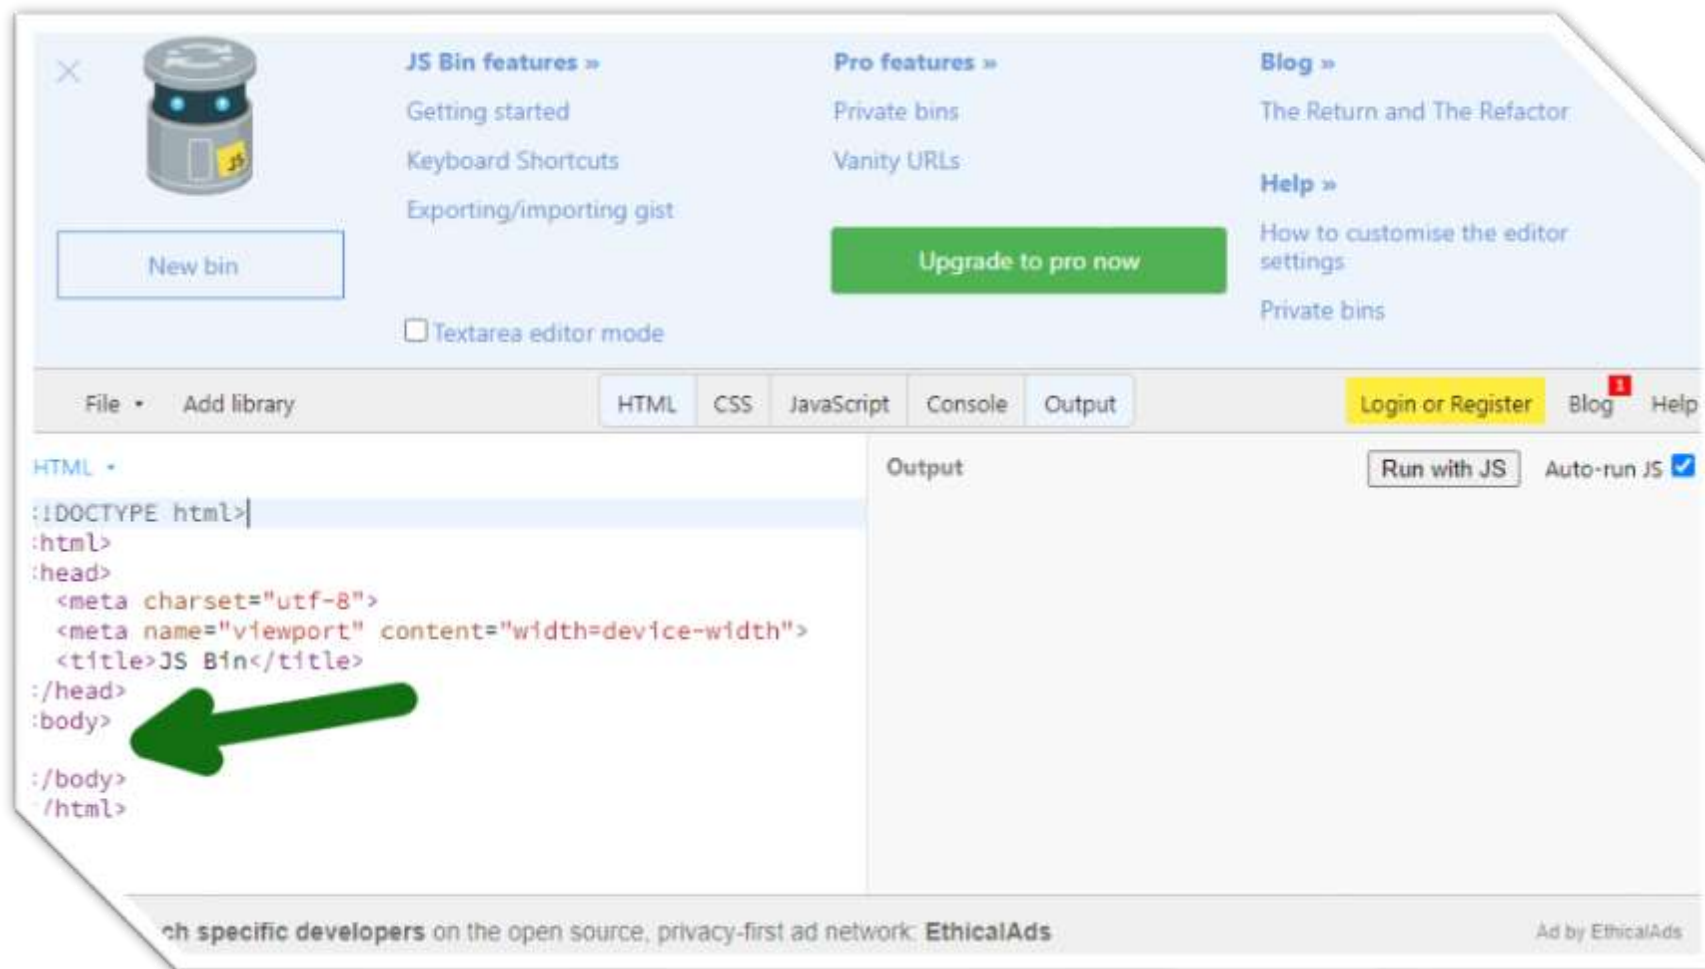 JS Bin features »
Getting started
Keyboard Shortcuts
Exporting/importing gist
Textarea editor mode
Pro features »
Private bins
Vanity URLs
Upgrade to pro now
Blog »
The Return and The Refactor
Help »
How to customise the editor
settings
Private bins
JS
New bin
File
Add library
HTML
CSS
JavaScript
Console
Output
Login or Register
Blog
1
Help
HTML
Output
Run with JS
Auto-run JS
!DOCTYPE html>
html>
head>
<meta charset="utf-8">
<meta name="viewport" content="width=device-width">
<title>JS Bin</title>
/head>
body>
/body>
/html>
ch specific developers on the open source, privacy-first ad network: EthicalAds
Ad by EthicalAds